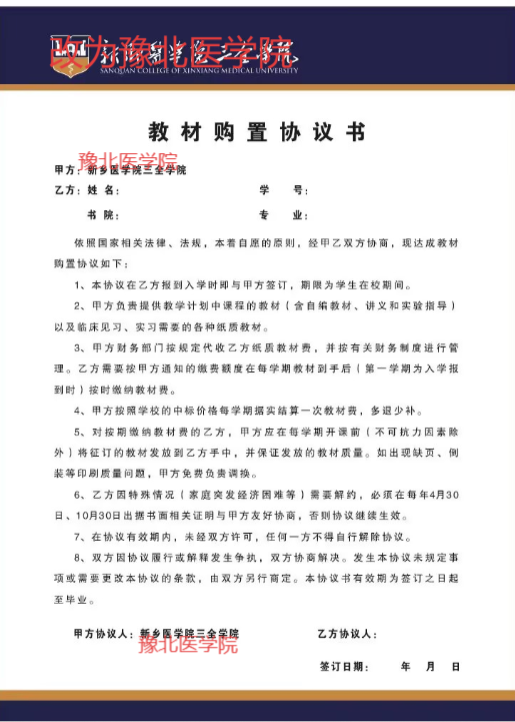 改为豫北医学院
SANQUAN COLLEGE OF XINXIANG MEDICAL UNIVERSITY
教材购置协议书
豫北医学院
甲方：新乡医学院三全学院
乙方：姓 名： 学 号：
书 院： 专 业：
依照国家相关法律、法规，本着自愿的原则，经甲乙双方协商，现达成教材
购置协议如下：
1、本协议在乙方报到入学时即与甲方签订，期限为学生在校期间。
2、甲方负责提供教学计划中课程的教材（含自编教材、讲义和实验指导）
以及临床见习、实习需要的各种纸质教材。
3、甲方财务部门按规定代收乙方纸质教材费，并按有关财务制度进行管
理。乙方需要按甲方通知的缴费额度在每学期教材到手后（第一学期为入学报
到时）按时缴纳教材费。
4、甲方按照学校的中标价格每学期据实结算一次教材费，多退少补。
5、对按期缴纳教材费的乙方，甲方应在每学期开课前（不可抗力因素除
外）将征订的教材发放到乙方手中，并保证发放的教材质量。如出现缺页、倒
装等印刷质量问题，甲方免费负责调换。
6、乙方因特殊情况（家庭突发经济困难等）需要解约，必须在每年4月30
日、10月30日出据书面相关证明与甲方友好协商，否则协议继续生效。
7、在协议有效期内，未经双方许可，任何一方不得自行解除协议。
8、双方因协议履行或解释发生争执，双方协商解决。发生本协议未规定事
项或需要更改本协议的条款，由双方另行商定。本协议书有效期为签订之日起
至毕业。
甲方协议人：新乡医学院三全学院 乙方协议人：
豫北医学院
签订日期： 年 月 日